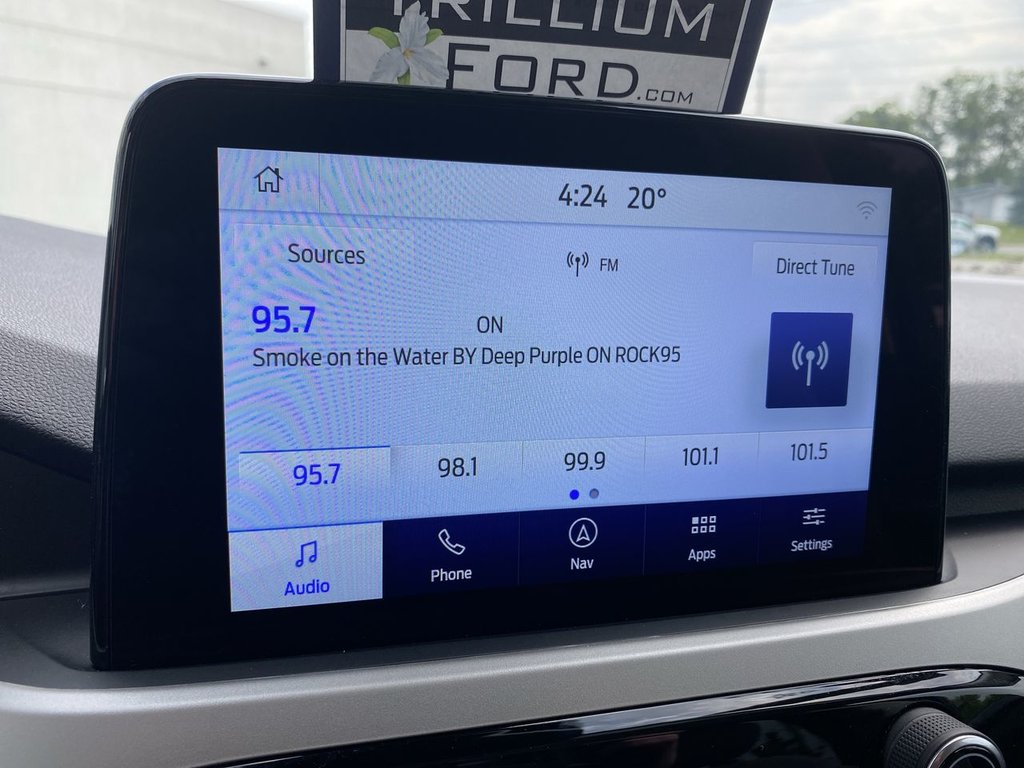 TRILLIUM
FORD.COM
4:24 20°
Sources
FM
Direct Tune
95.7
ON
Smoke on the Water BY Deep Purple ON ROCK95
95.7 98.1 99.9 101.1 101.5
Audio Phone Nav Apps Settings